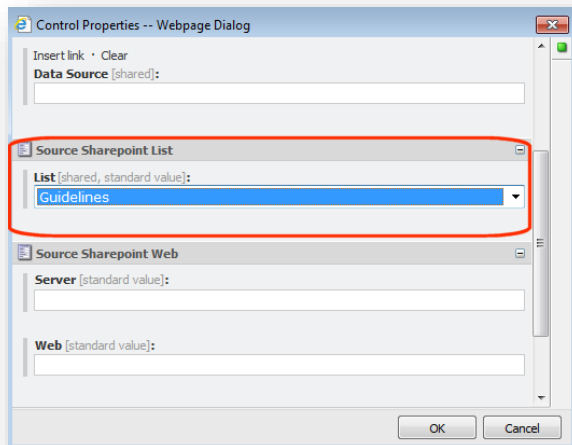 Control Properties -- Webpage Dialog
Insert link · Clear
Data Source [shared]:
Source Sharepoint List
List [shared, standard value]:
Guidelines
Source Sharepoint Web
Server [standard value]:
Web [standard value]:
OK Cancel